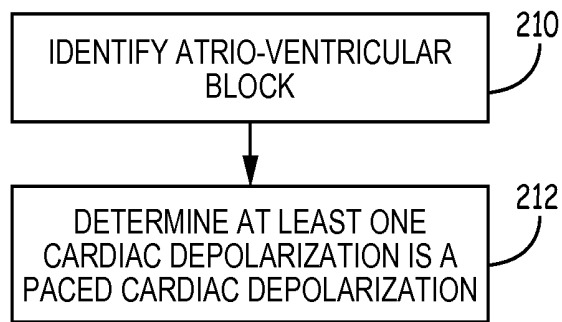 210
IDENTIFY ATRIO-VENTRICULAR
BLOCK
212
DETERMINE AT LEAST ONE
CARDIAC DEPOLARIZATION IS A
PACED CARDIAC DEPOLARIZATION